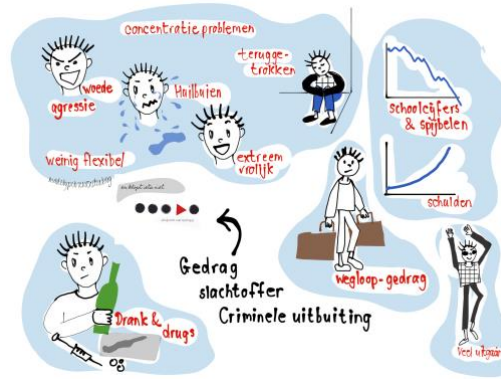 concentratie problemen
woede
agressie
Huilbuien
terugge-
trokken
schoolcijfers
& spijbelen
weinig flexibel
extreem
vrolijk
schulden
wegloop-gedrag
Gedrag
slachtoffer
Criminele uitbuiting
Drank &
drugs
veel uitgaan